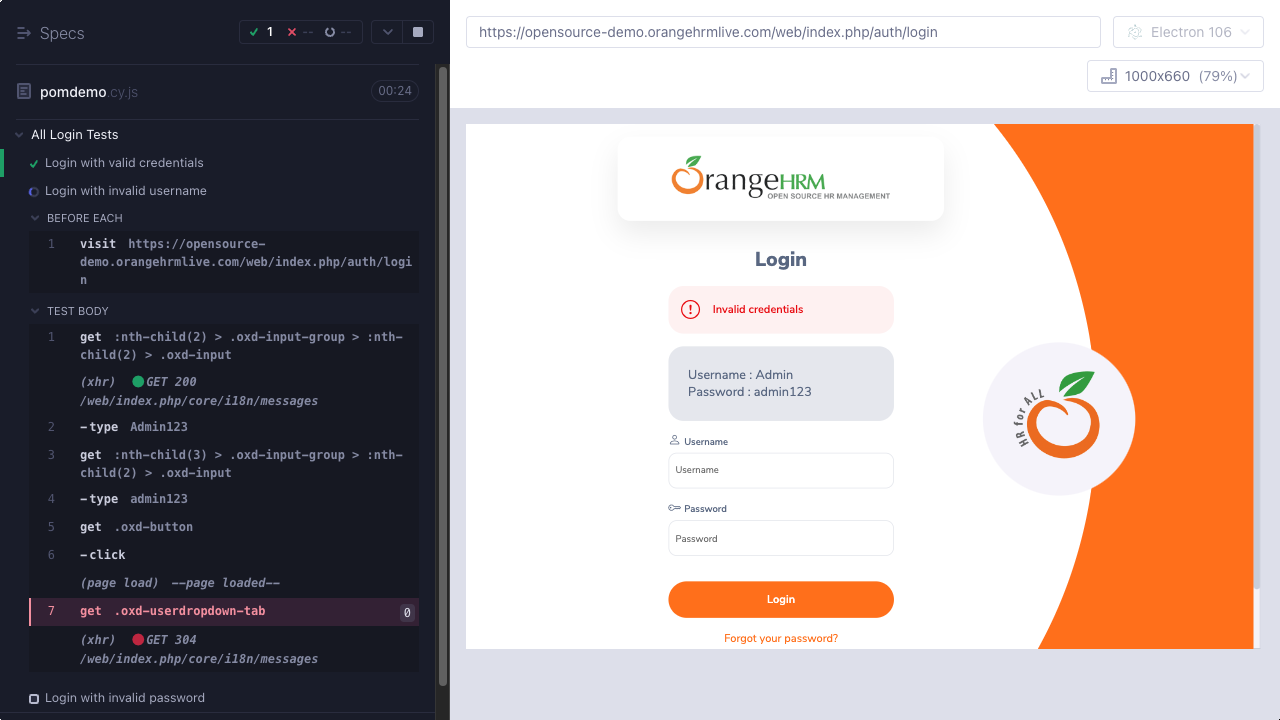 Specs
1
--
--
pomdemo.cy.js
00:24
All Login Tests
Login with valid credentials
Login with invalid username
BEFORE EACH
1 visit https://opensource-
demo.orangehrmlive.com/web/index.php/auth/logi
n
TEST BODY
1 get :nth-child(2) > .oxd-input-group > :nth-
child(2) > .oxd-input
(xhr) GET 200
/web/index.php/core/i18n/messages
2 -type Admin123
3 get :nth-child(3) > .oxd-input-group > :nth-
child(2) > .oxd-input
4 -type admin123
5 get .oxd-button
6 -click
(page load) --page loaded--
7 get .oxd-userdropdown-tab 0
(xhr) GET 304
/web/index.php/core/i18n/messages
Login with invalid password
https://opensource-demo.orangehrmlive.com/web/index.php/auth/login
Electron 106
1000x660 (79%)
OrangeHRM
OPEN SOURCE HR MANAGEMENT
Login
Invalid credentials
Username : Admin
Password : admin123
Username
Username
Password
Password
Login
Forgot your password?
HR for ALL